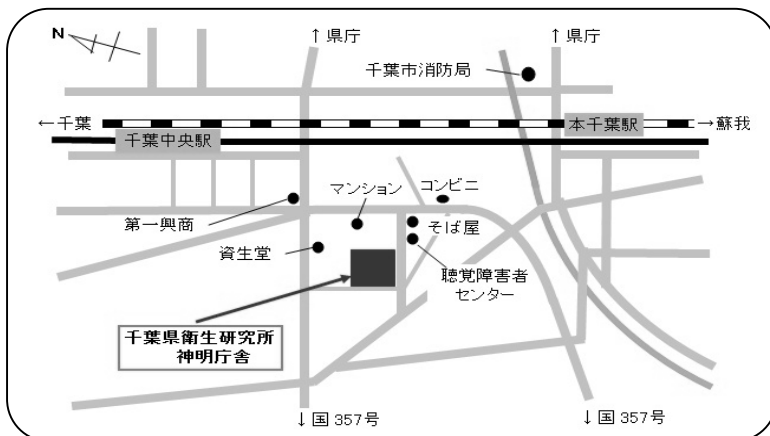 N
↑県庁
↑県庁
千葉市消防局
←千葉
本千葉駅
→蘇我
千葉中央駅
マンション
コンビニ
第一興商
そば屋
資生堂
聴覚障害者
センター
千葉県衛生研究所
神明庁舎
↓国357号
↓国357号